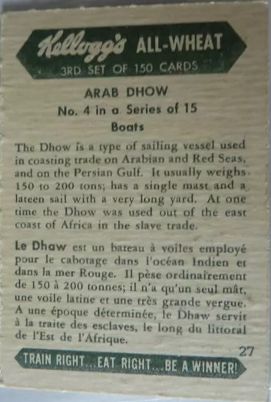 Kellogg's ALL-WHEAT
3RD SET OF 150 CARDS
ARAB DHOW
No. 4 in a Series of 15
Boats
The Dhow is a type of sailing vessel used
in coasting trade on Arabian and Red Seas,
and on the Persian Gulf. It usually weighs
150 to 200 tons; has a single mast and a
lateen sail with a very long yard. At one
time the Dhow was used out of the east
coast of Africa in the slave trade.
Le Dhaw est un bateau à voiles employé
pour le cabotage dans l'océan Indien et
dans la mer Rouge. Il pèse ordinairement
de 150 à 200 tonnes; il n'a qu'un seul mât,
une voile latine et une très grande vergue.
A une époque déterminée, le Dhaw servit
à la traite des esclaves, le long du littoral
de l'Est de l'Afrique.
27
TRAIN RIGHT...EAT RIGHT...BE A WINNER!